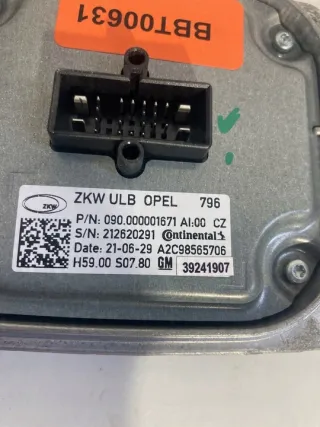 BBT00631
ZKW ZKW ULB OPEL 796
P/N: 090.000001671 AI:00 CZ
S/N: 212620291 Continental
Date: 21-06-29 A2C98565706
H59.00 S07.80 GM 39241907